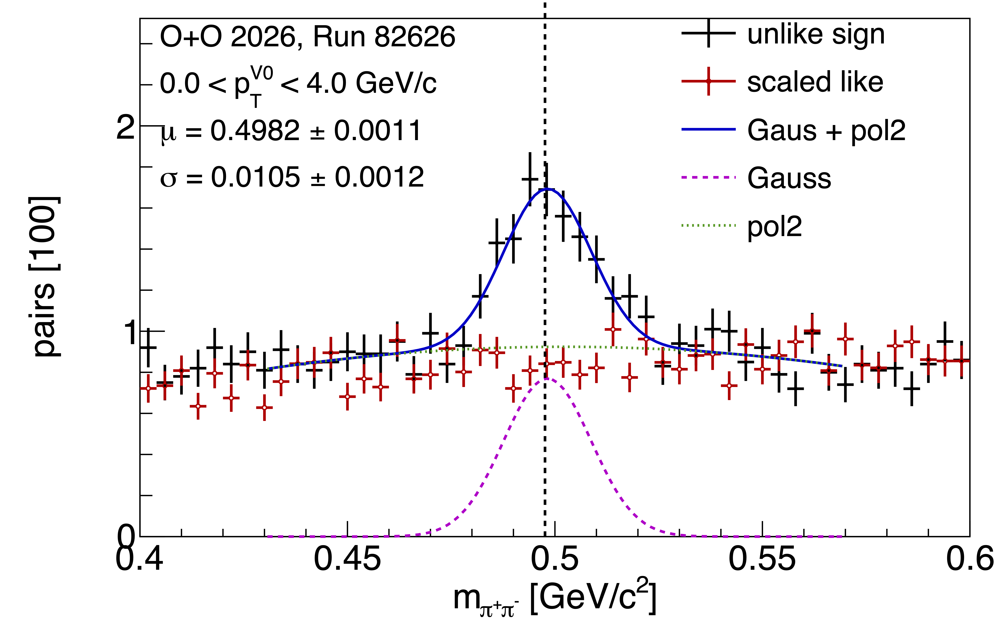 O+O 2026, Run 82626
0.0 < p_T^V0 < 4.0 GeV/c
μ = 0.4982 ± 0.0011
σ = 0.0105 ± 0.0012
unlike sign
scaled like
Gaus + pol2
Gauss
pol2
pairs [100]
2
1
0
0.4 0.45 0.5 0.55 0.6
m_π⁺π⁻ [GeV/c²]